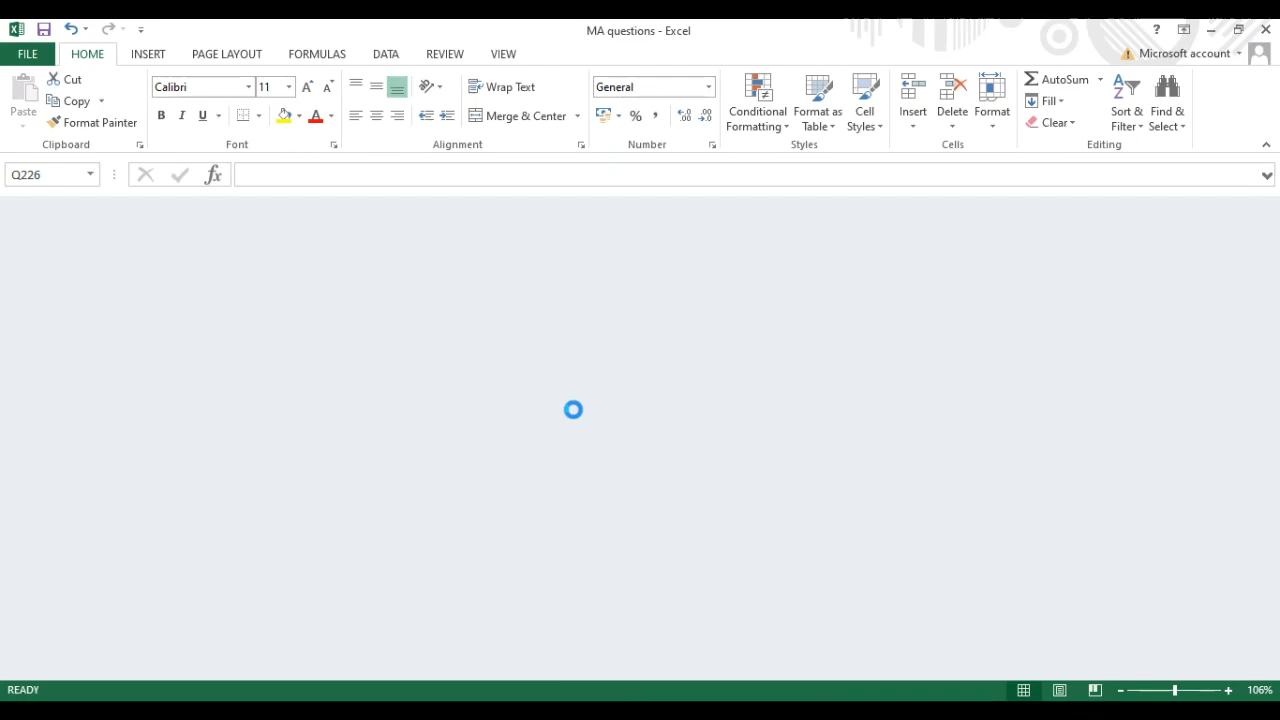 MA questions - Excel
?
FILE HOME INSERT PAGE LAYOUT FORMULAS DATA REVIEW VIEW Microsoft account
Paste
Cut
Copy
Format Painter
Clipboard
Calibri 11
B I U
Font
Wrap Text
Merge & Center
Alignment
General
% ,
Number
Conditional Formatting
Format as Table
Cell Styles
Styles
Insert Delete Format
Cells
AutoSum
Fill
Clear
Sort & Filter
Find & Select
Editing
Q226
fx
READY
106%